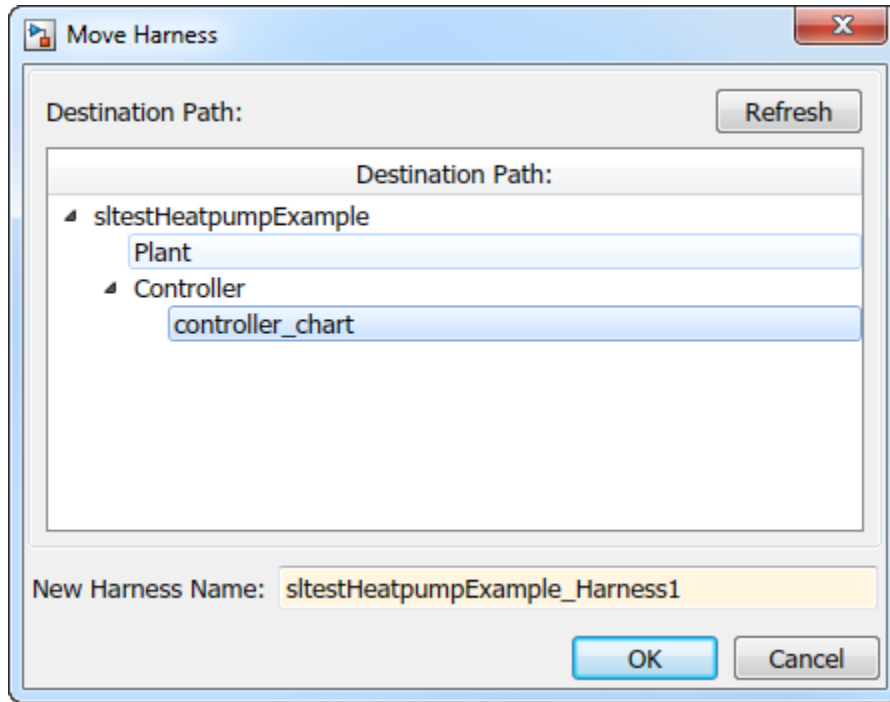 Move Harness
Destination Path:
Refresh
Destination Path:
sltestHeatpumpExample
Plant
Controller
controller_chart
New Harness Name: sltestHeatpumpExample_Harness1
OK
Cancel